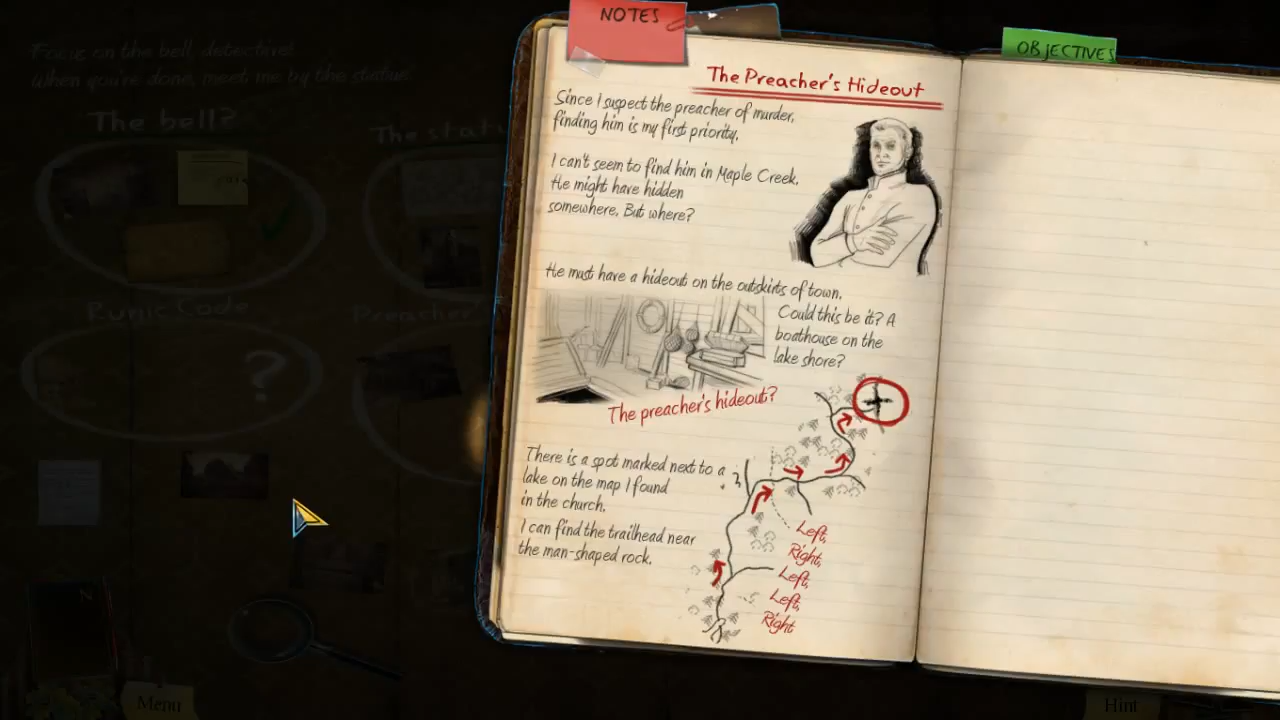 Focus on the bell, detective!
When you're done, meet me by the statue.
The bell?
The stat
Runic Code
Preacher
?
Menu
NOTES
The Preacher's Hideout
Since I suspect the preacher of murder,
finding him is my first priority.
I can't seem to find him in Maple Creek.
He might have hidden
somewhere. But where?
He must have a hideout on the outskirts of town.
Could this be it? A
boathouse on the
lake shore?
The preacher's hideout?
There is a spot marked next to a
lake on the map I found
in the church.
I can find the trailhead near
the man-shaped rock.
?
Left,
Right,
Left,
Left,
Right
OBJECTIVES
Hint